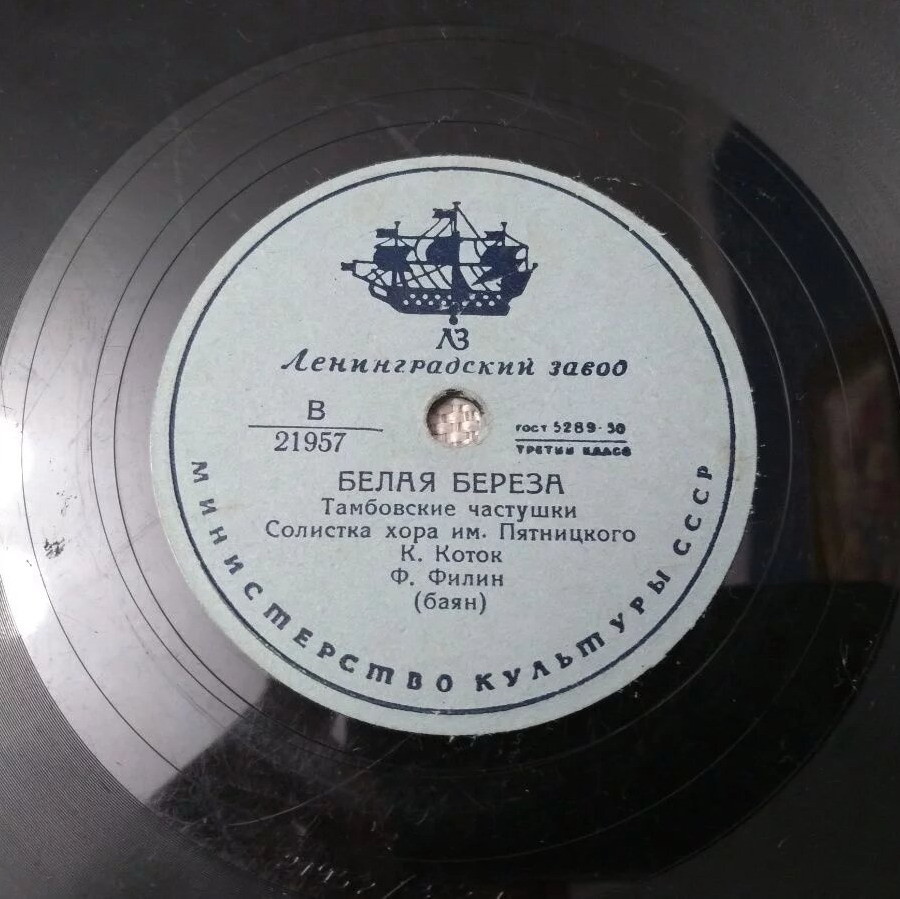 ЛЗ
Ленинградский завод
В
21957
ГОСТ 5289-50
ТРЕТИЙ КЛАСС
БЕЛАЯ БЕРЕЗА
Тамбовские частушки
Солистка хора им. Пятницкого
К. Коток
Ф. Филин
(баян)
МИНИСТЕРСТВО КУЛЬТУРЫ СССР